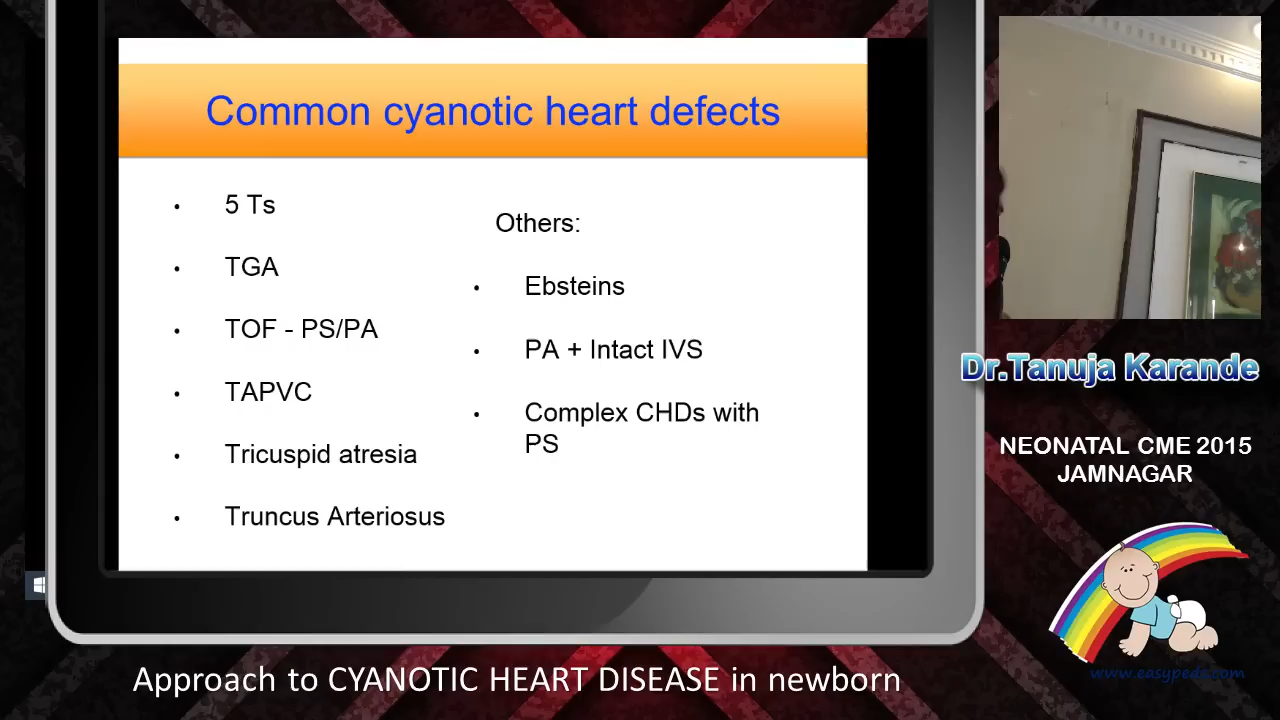 Common cyanotic heart defects
• 5 Ts
• TGA
• TOF - PS/PA
• TAPVC
• Tricuspid atresia
• Truncus Arteriosus
Others:
• Ebsteins
• PA + Intact IVS
• Complex CHDs with
PS
Dr.Tanuja Karande
NEONATAL CME 2015
JAMNAGAR
www.easypeds.com
Approach to CYANOTIC HEART DISEASE in newborn